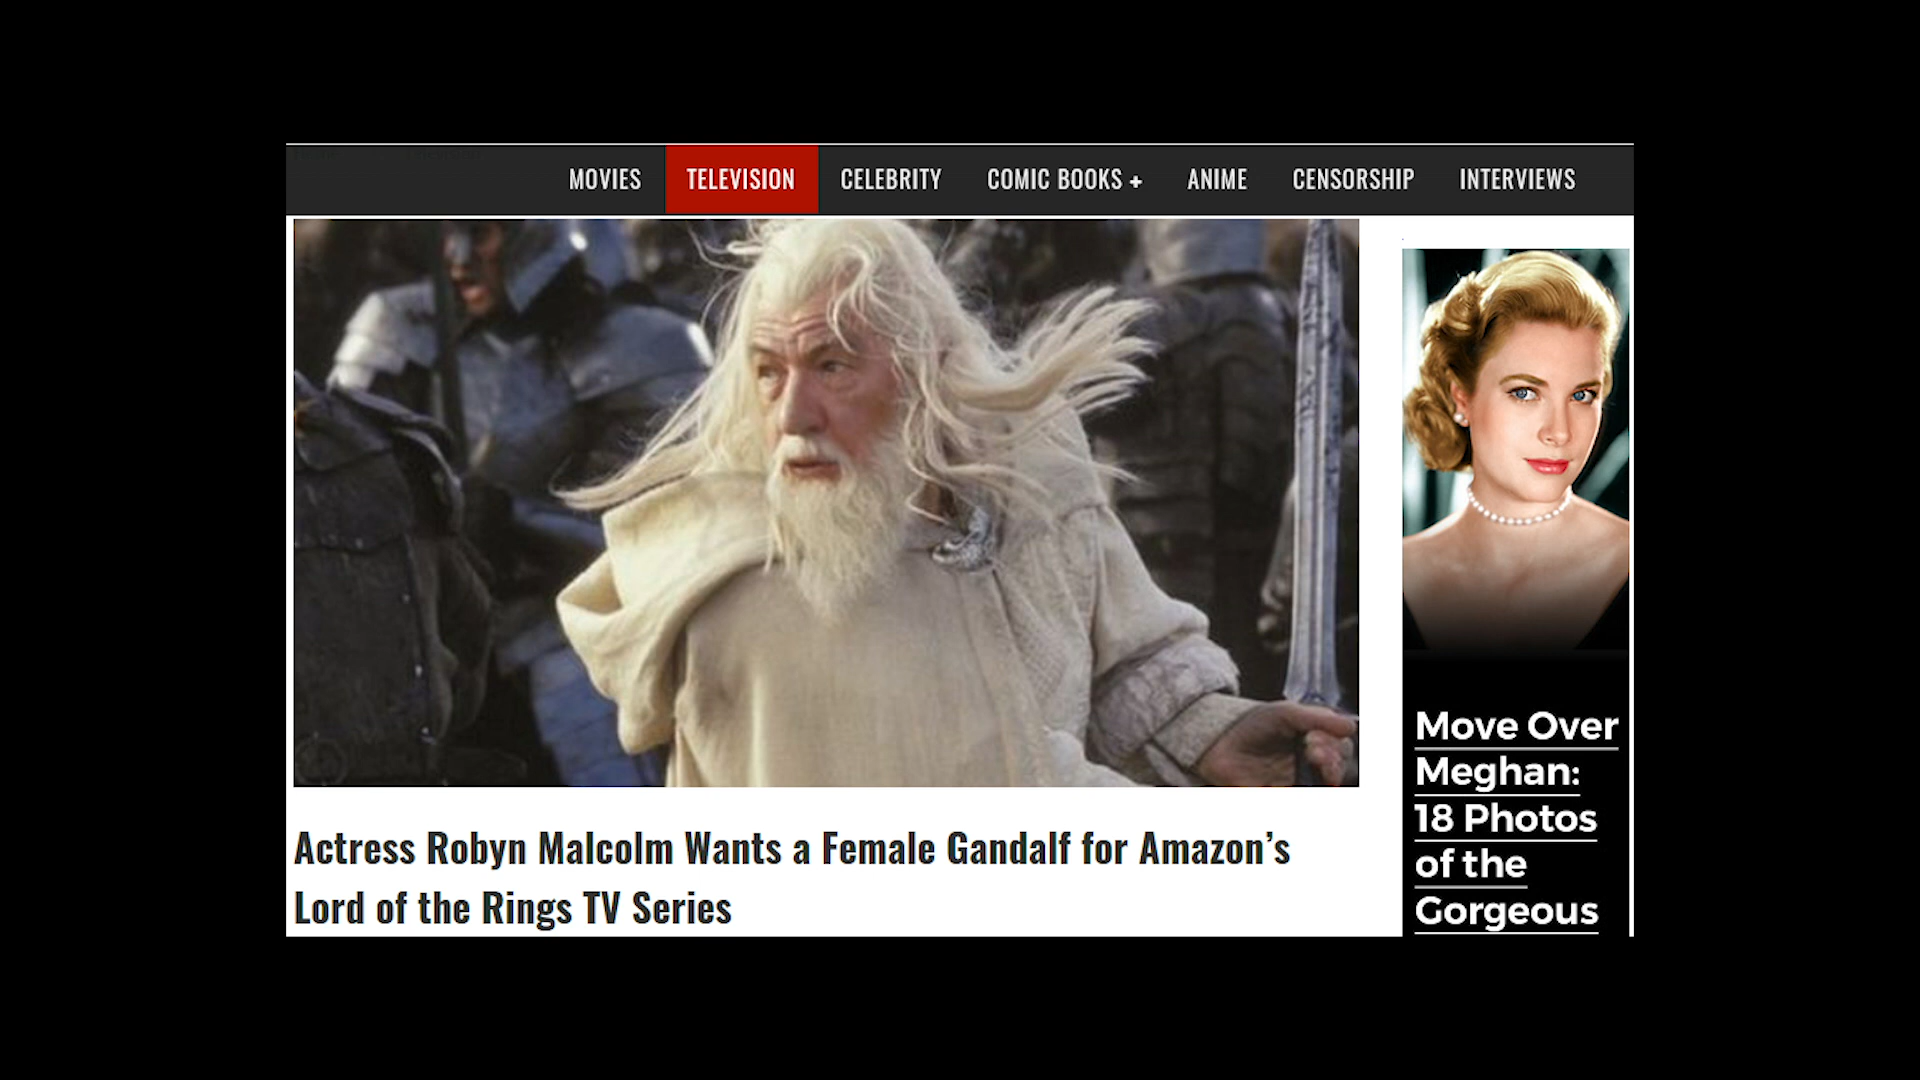 MOVIES TELEVISION CELEBRITY COMIC BOOKS + ANIME CENSORSHIP INTERVIEWS
Actress Robyn Malcolm Wants a Female Gandalf for Amazon’s
Lord of the Rings TV Series
Move Over
Meghan:
18 Photos
of the
Gorgeous